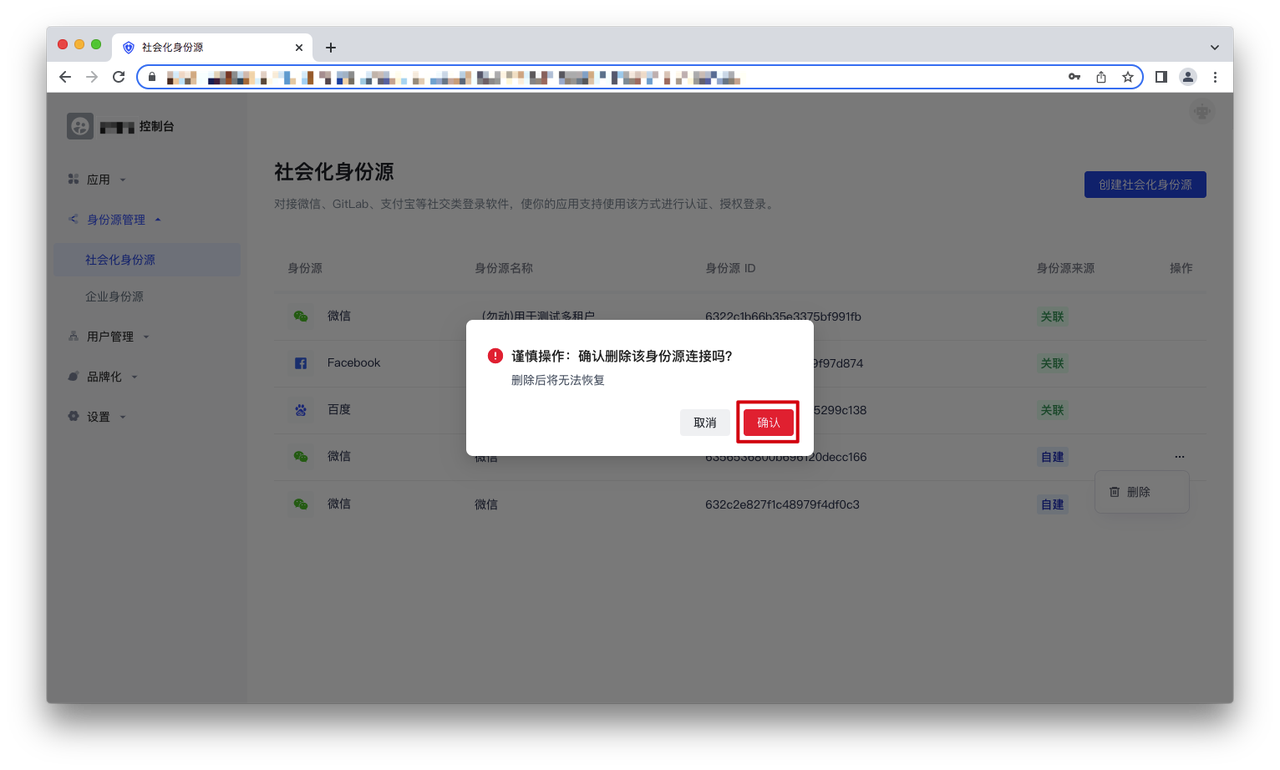 社会化身份源
控制台
应用
身份源管理
社会化身份源
企业身份源
用户管理
品牌化
设置
社会化身份源
创建社会化身份源
对接微信、GitLab、支付宝等社交类登录软件，使你的应用支持使用该方式进行认证、授权登录。
身份源 身份源名称 身份源 ID 身份源来源 操作
微信 (勿动)用于测试多租户 6322c1b66b35e3375bf991fb 关联
Facebook 9f97d874 关联
百度 5299c138 关联
微信 微信 6356536800b696120decc166 自建 ···
微信 微信 632c2e827f1c48979f4df0c3 自建
删除
谨慎操作：确认删除该身份源连接吗?
删除后将无法恢复
取消 确认